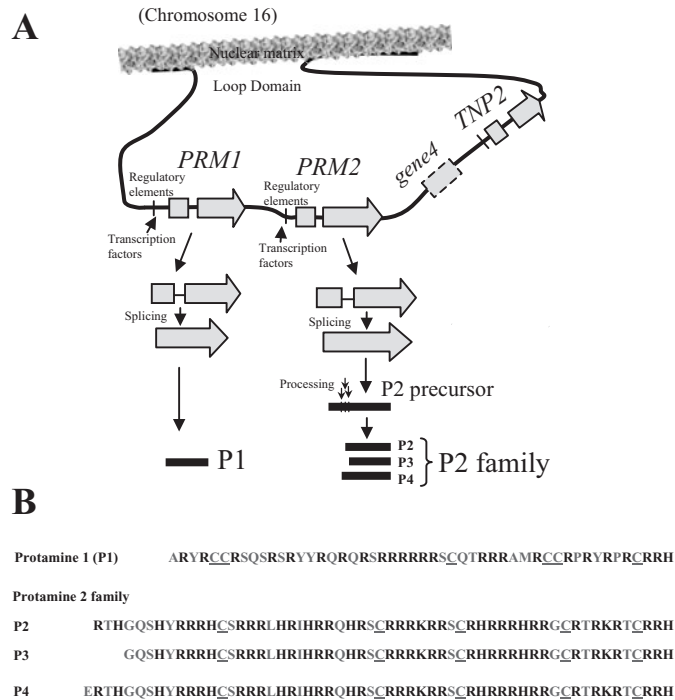 (Chromosome 16)
A
Nuclear matrix
Loop Domain
TNP2
gene4
PRM1
PRM2
Regulatory
elements
Regulatory
elements
Transcription
factors
Transcription
factors
Splicing
Splicing
Processing
P2 precursor
P1
P2
P3
P4
P2 family
B
Protamine 1 (P1) ARYRCCRSQSRSRYYRQRQRSRRRRRRSCQTRRRAMRCCRPRYRPRCRRH
Protamine 2 family
P2 RTHGQSHYRRRHCSRRRLHRIHRRQHRSCRRRKRRSCRHRRRHRRGCRTRKRTCRRH
P3 GQSHYRRRHCSRRRLHRIHRRQHRSCRRRKRRSCRHRRRHRRGCRTRKRTCRRH
P4 ERTHGQSHYRRRHCSRRRLHRIHRRQHRSCRRRKRRSCRHRRRHRRGCRTRKRTCRRH